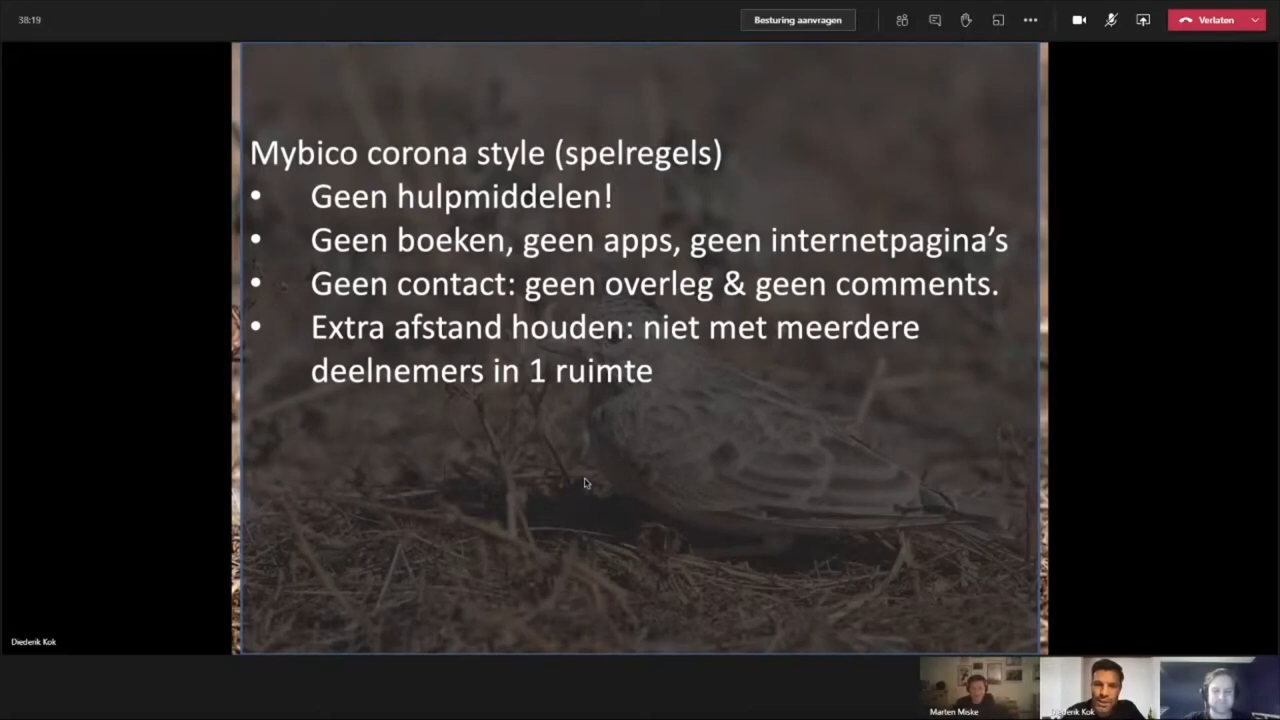 38:19
Besturing aanvragen
Verlaten
Mybico corona style (spelregels)
• Geen hulpmiddelen!
• Geen boeken, geen apps, geen internetpagina’s
• Geen contact: geen overleg & geen comments.
• Extra afstand houden: niet met meerdere
deelnemers in 1 ruimte
Diederik Kok
Marten Miske
Diederik Kok